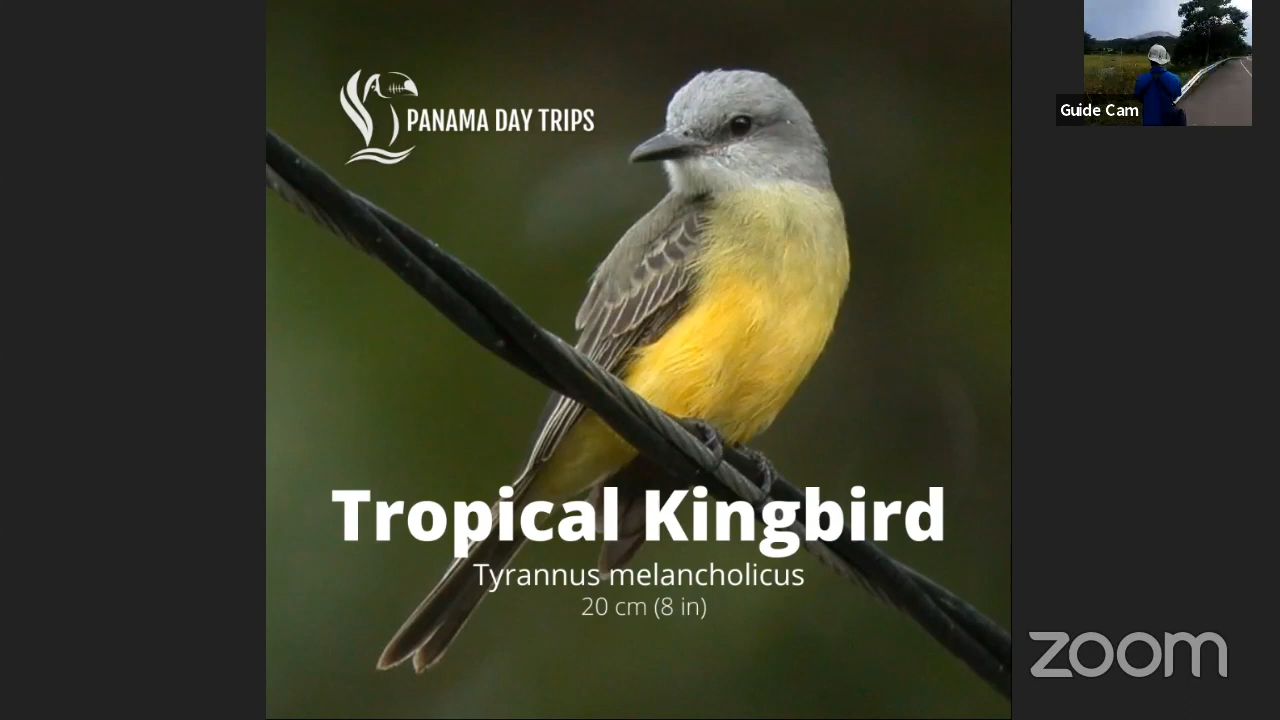 PANAMA DAY TRIPS
Guide Cam
Tropical Kingbird
Tyrannus melancholicus
20 cm (8 in)
zoom